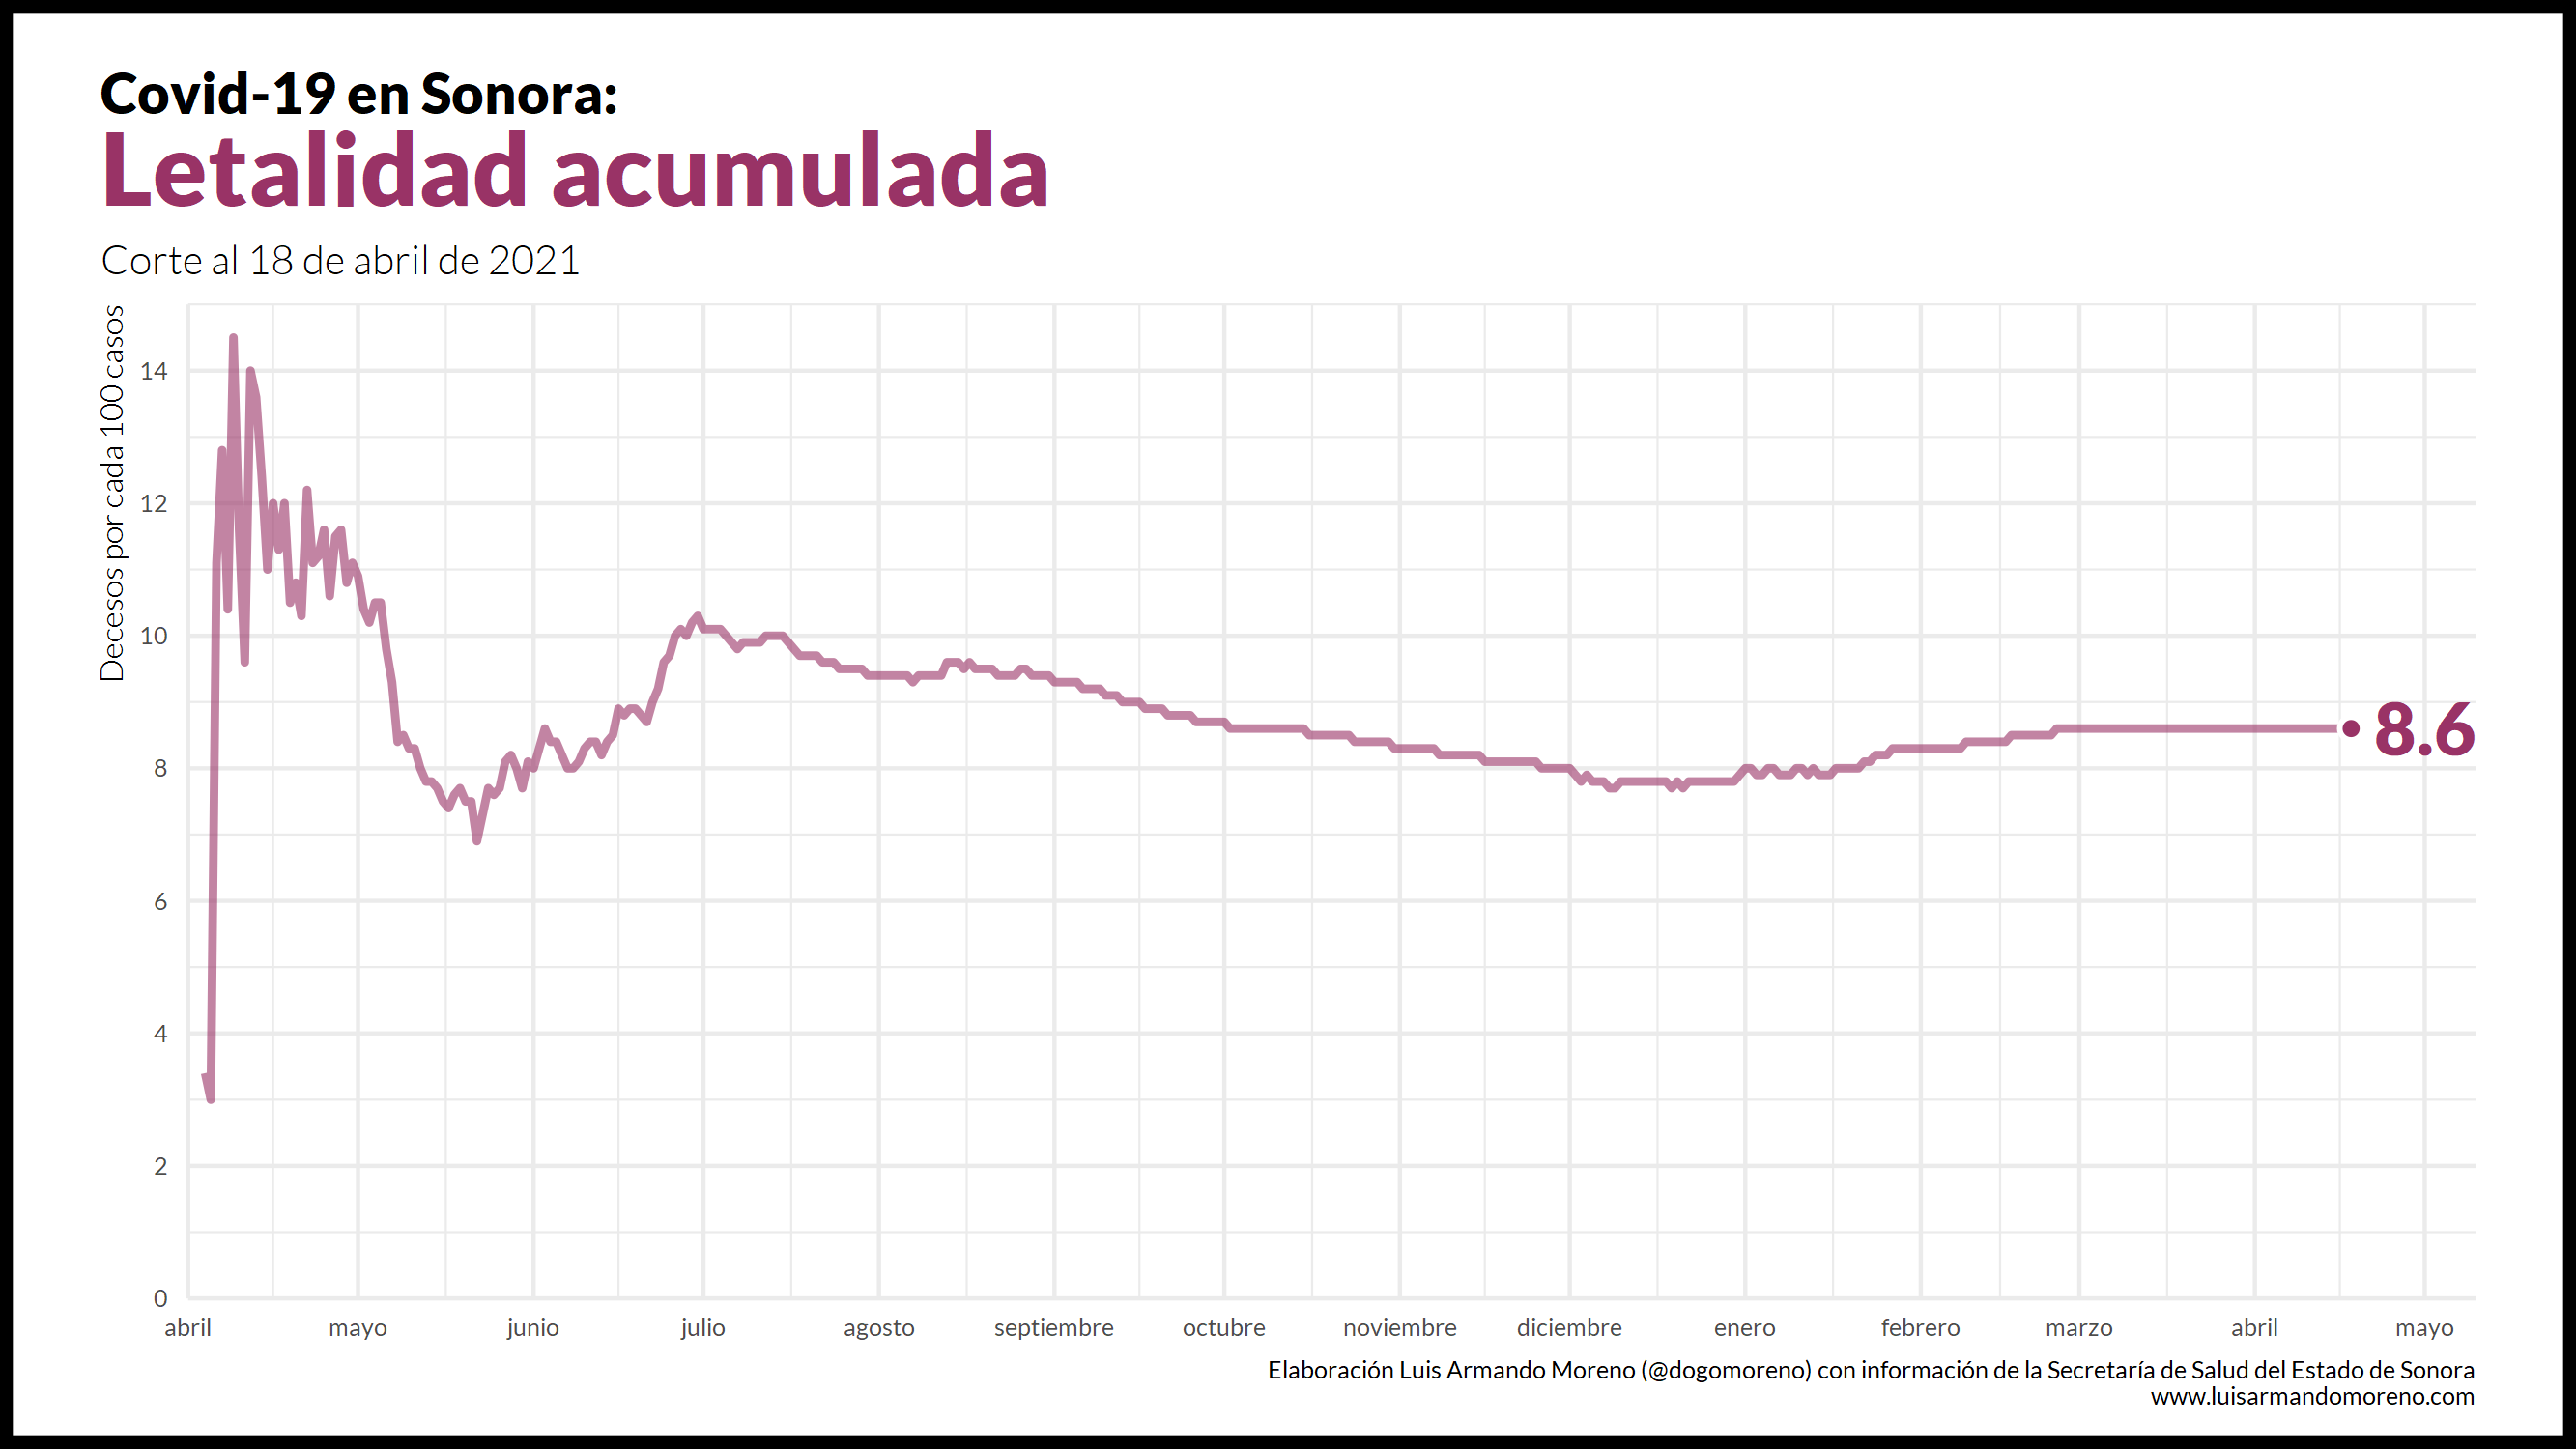 Covid-19 en Sonora:
Letalidad acumulada
Corte al 18 de abril de 2021
Decesos por cada 100 casos
14
12
10
8
6
4
2
0
8.6
abril mayo junio julio agosto septiembre octubre noviembre diciembre enero febrero marzo abril mayo
Elaboración Luis Armando Moreno (@dogomoreno) con información de la Secretaría de Salud del Estado de Sonora
www.luisarmandomoreno.com